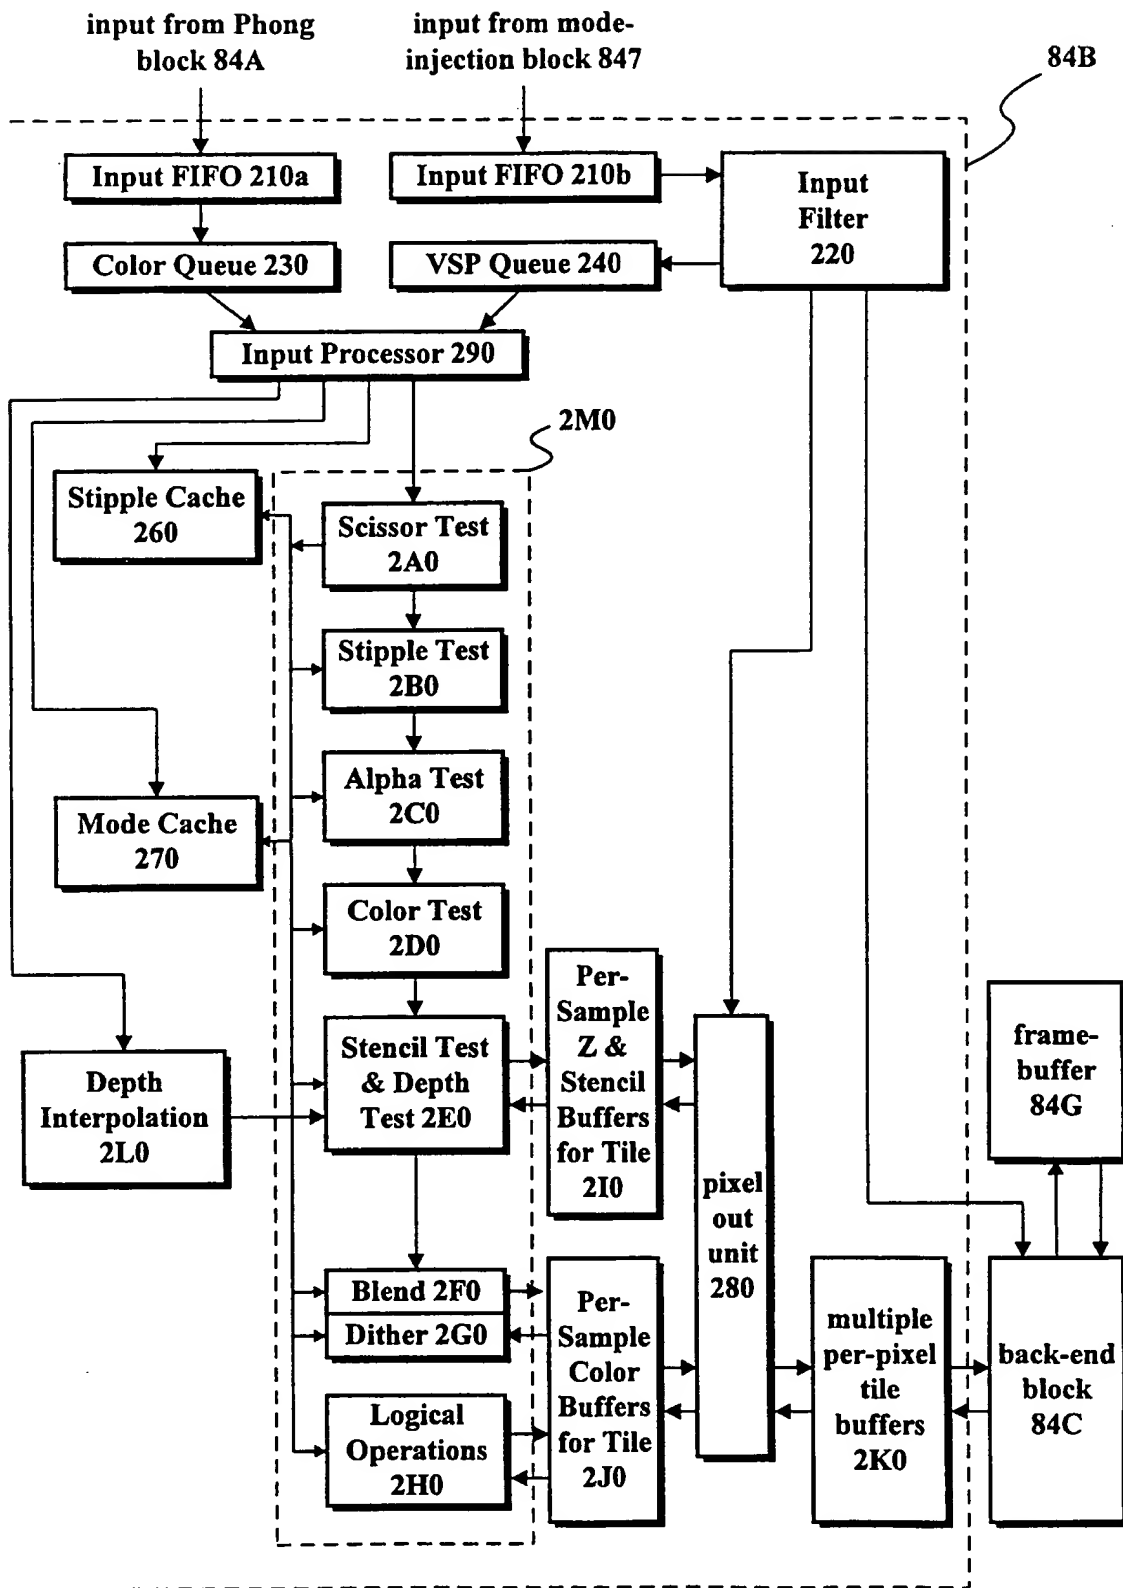 input from Phong
block 84A
input from mode-
injection block 847
84B
Input FIFO 210a
Input FIFO 210b
Input
Filter
220
Color Queue 230
VSP Queue 240
Input Processor 290
2M0
Stipple Cache
260
Scissor Test
2A0
Stipple Test
2B0
Alpha Test
2C0
Mode Cache
270
Color Test
2D0
Per-
Sample
Z &
Stencil
Buffers
for Tile
2I0
frame-
buffer
84G
Stencil Test
& Depth
Test 2E0
Depth
Interpolation
2L0
pixel
out
unit
280
Blend 2F0
Dither 2G0
Per-
Sample
Color
Buffers
for Tile
2J0
multiple
per-pixel
tile
buffers
2K0
back-end
block
84C
Logical
Operations
2H0